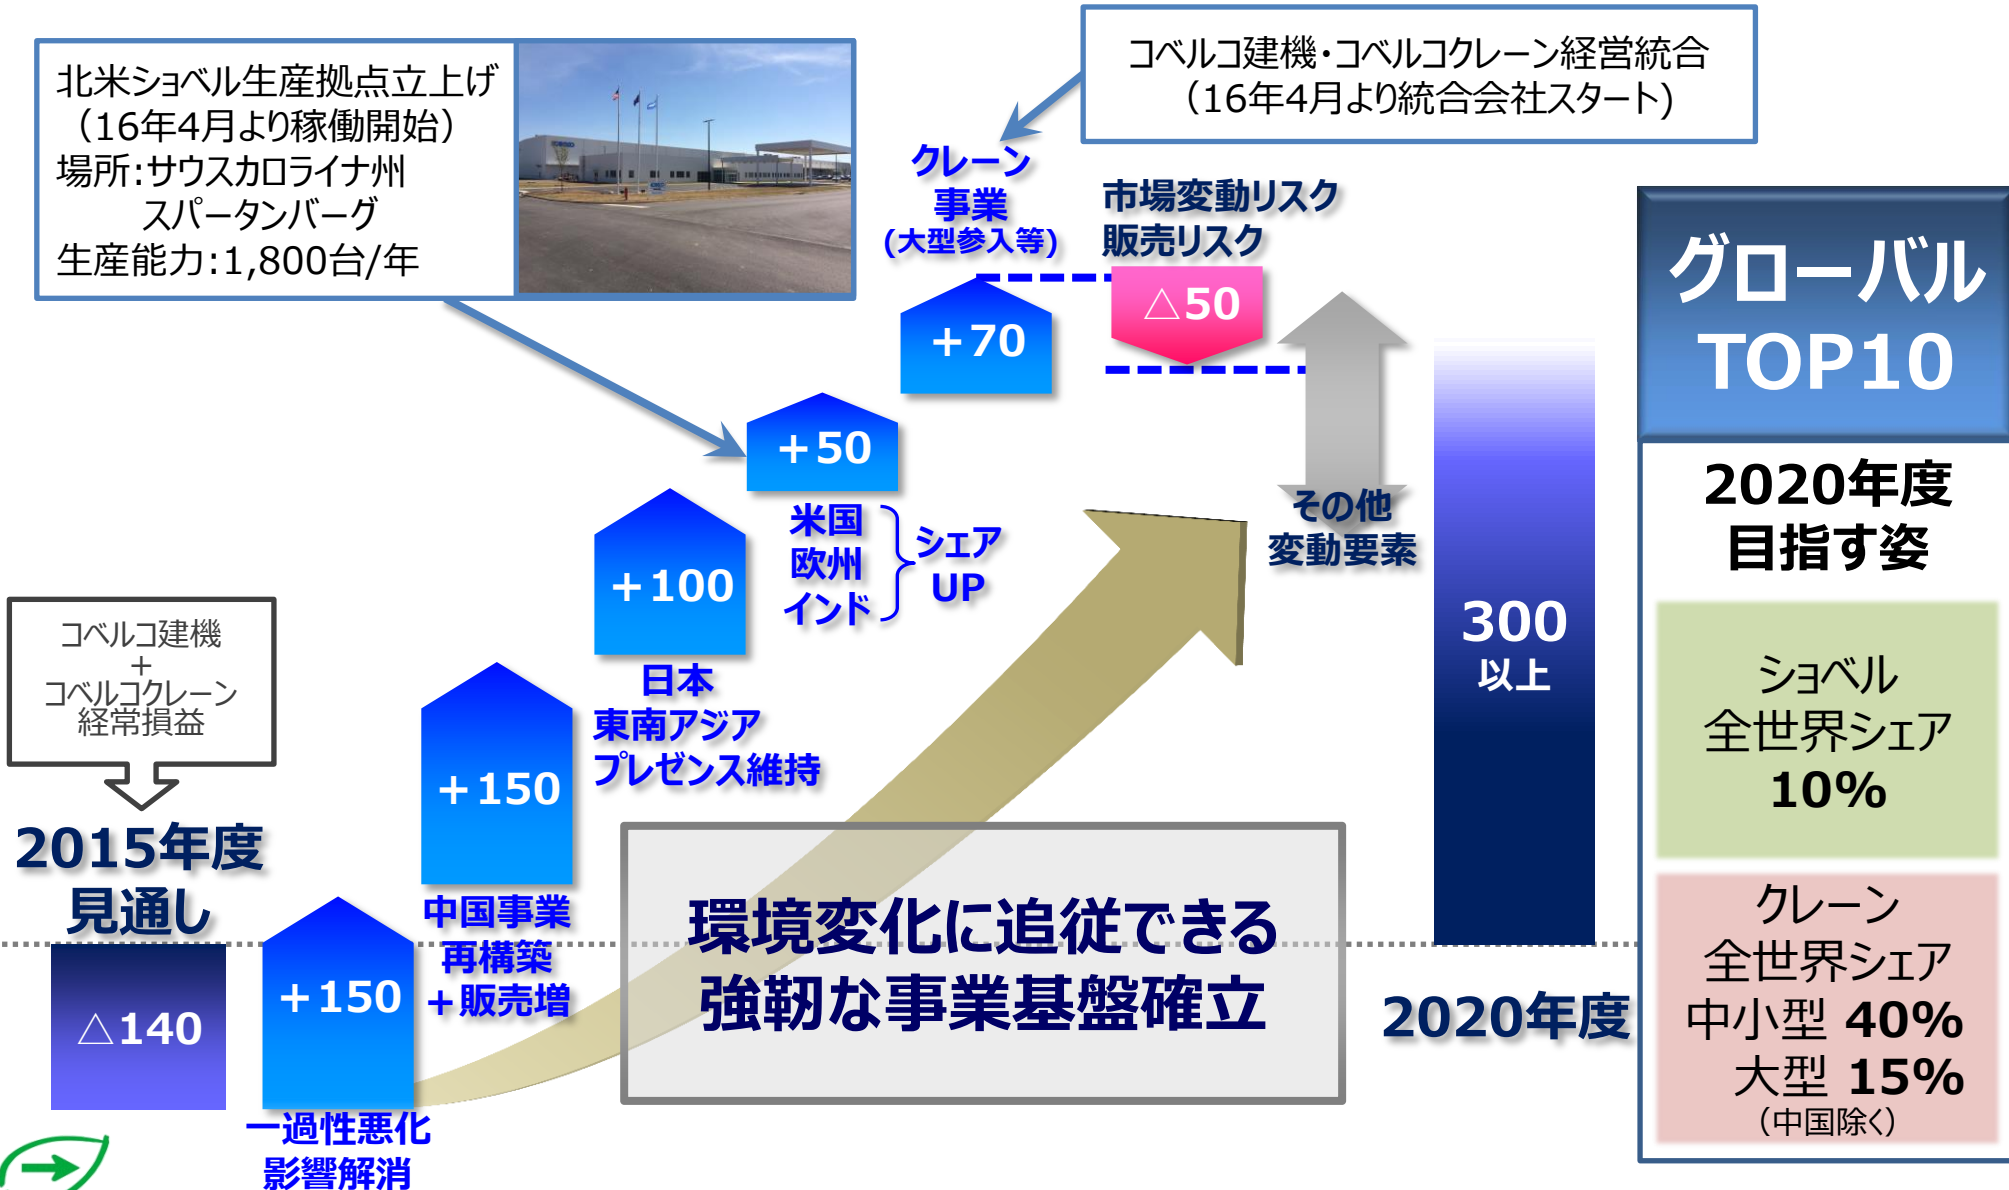 北米ショベル生産拠点立上げ
（16年4月より稼働開始）
場所:サウスカロライナ州
スパータンバーグ
生産能力:1,800台/年
コベルコ建機・コベルコクレーン経営統合
（16年4月より統合会社スタート)
クレーン
事業
(大型参入等)
市場変動リスク
販売リスク
△50
+70
+50
米国
欧州
インド
シェア
UP
+100
日本
東南アジア
プレゼンス維持
+150
中国事業
再構築
+販売増
+150
一過性悪化
影響解消
コベルコ建機
+
コベルコクレーン
経常損益
2015年度
見通し
△140
環境変化に追従できる
強靭な事業基盤確立
その他
変動要素
300
以上
2020年度
グローバル
TOP10
2020年度
目指す姿
ショベル
全世界シェア
10%
クレーン
全世界シェア
中小型 40%
大型 15%
（中国除く）